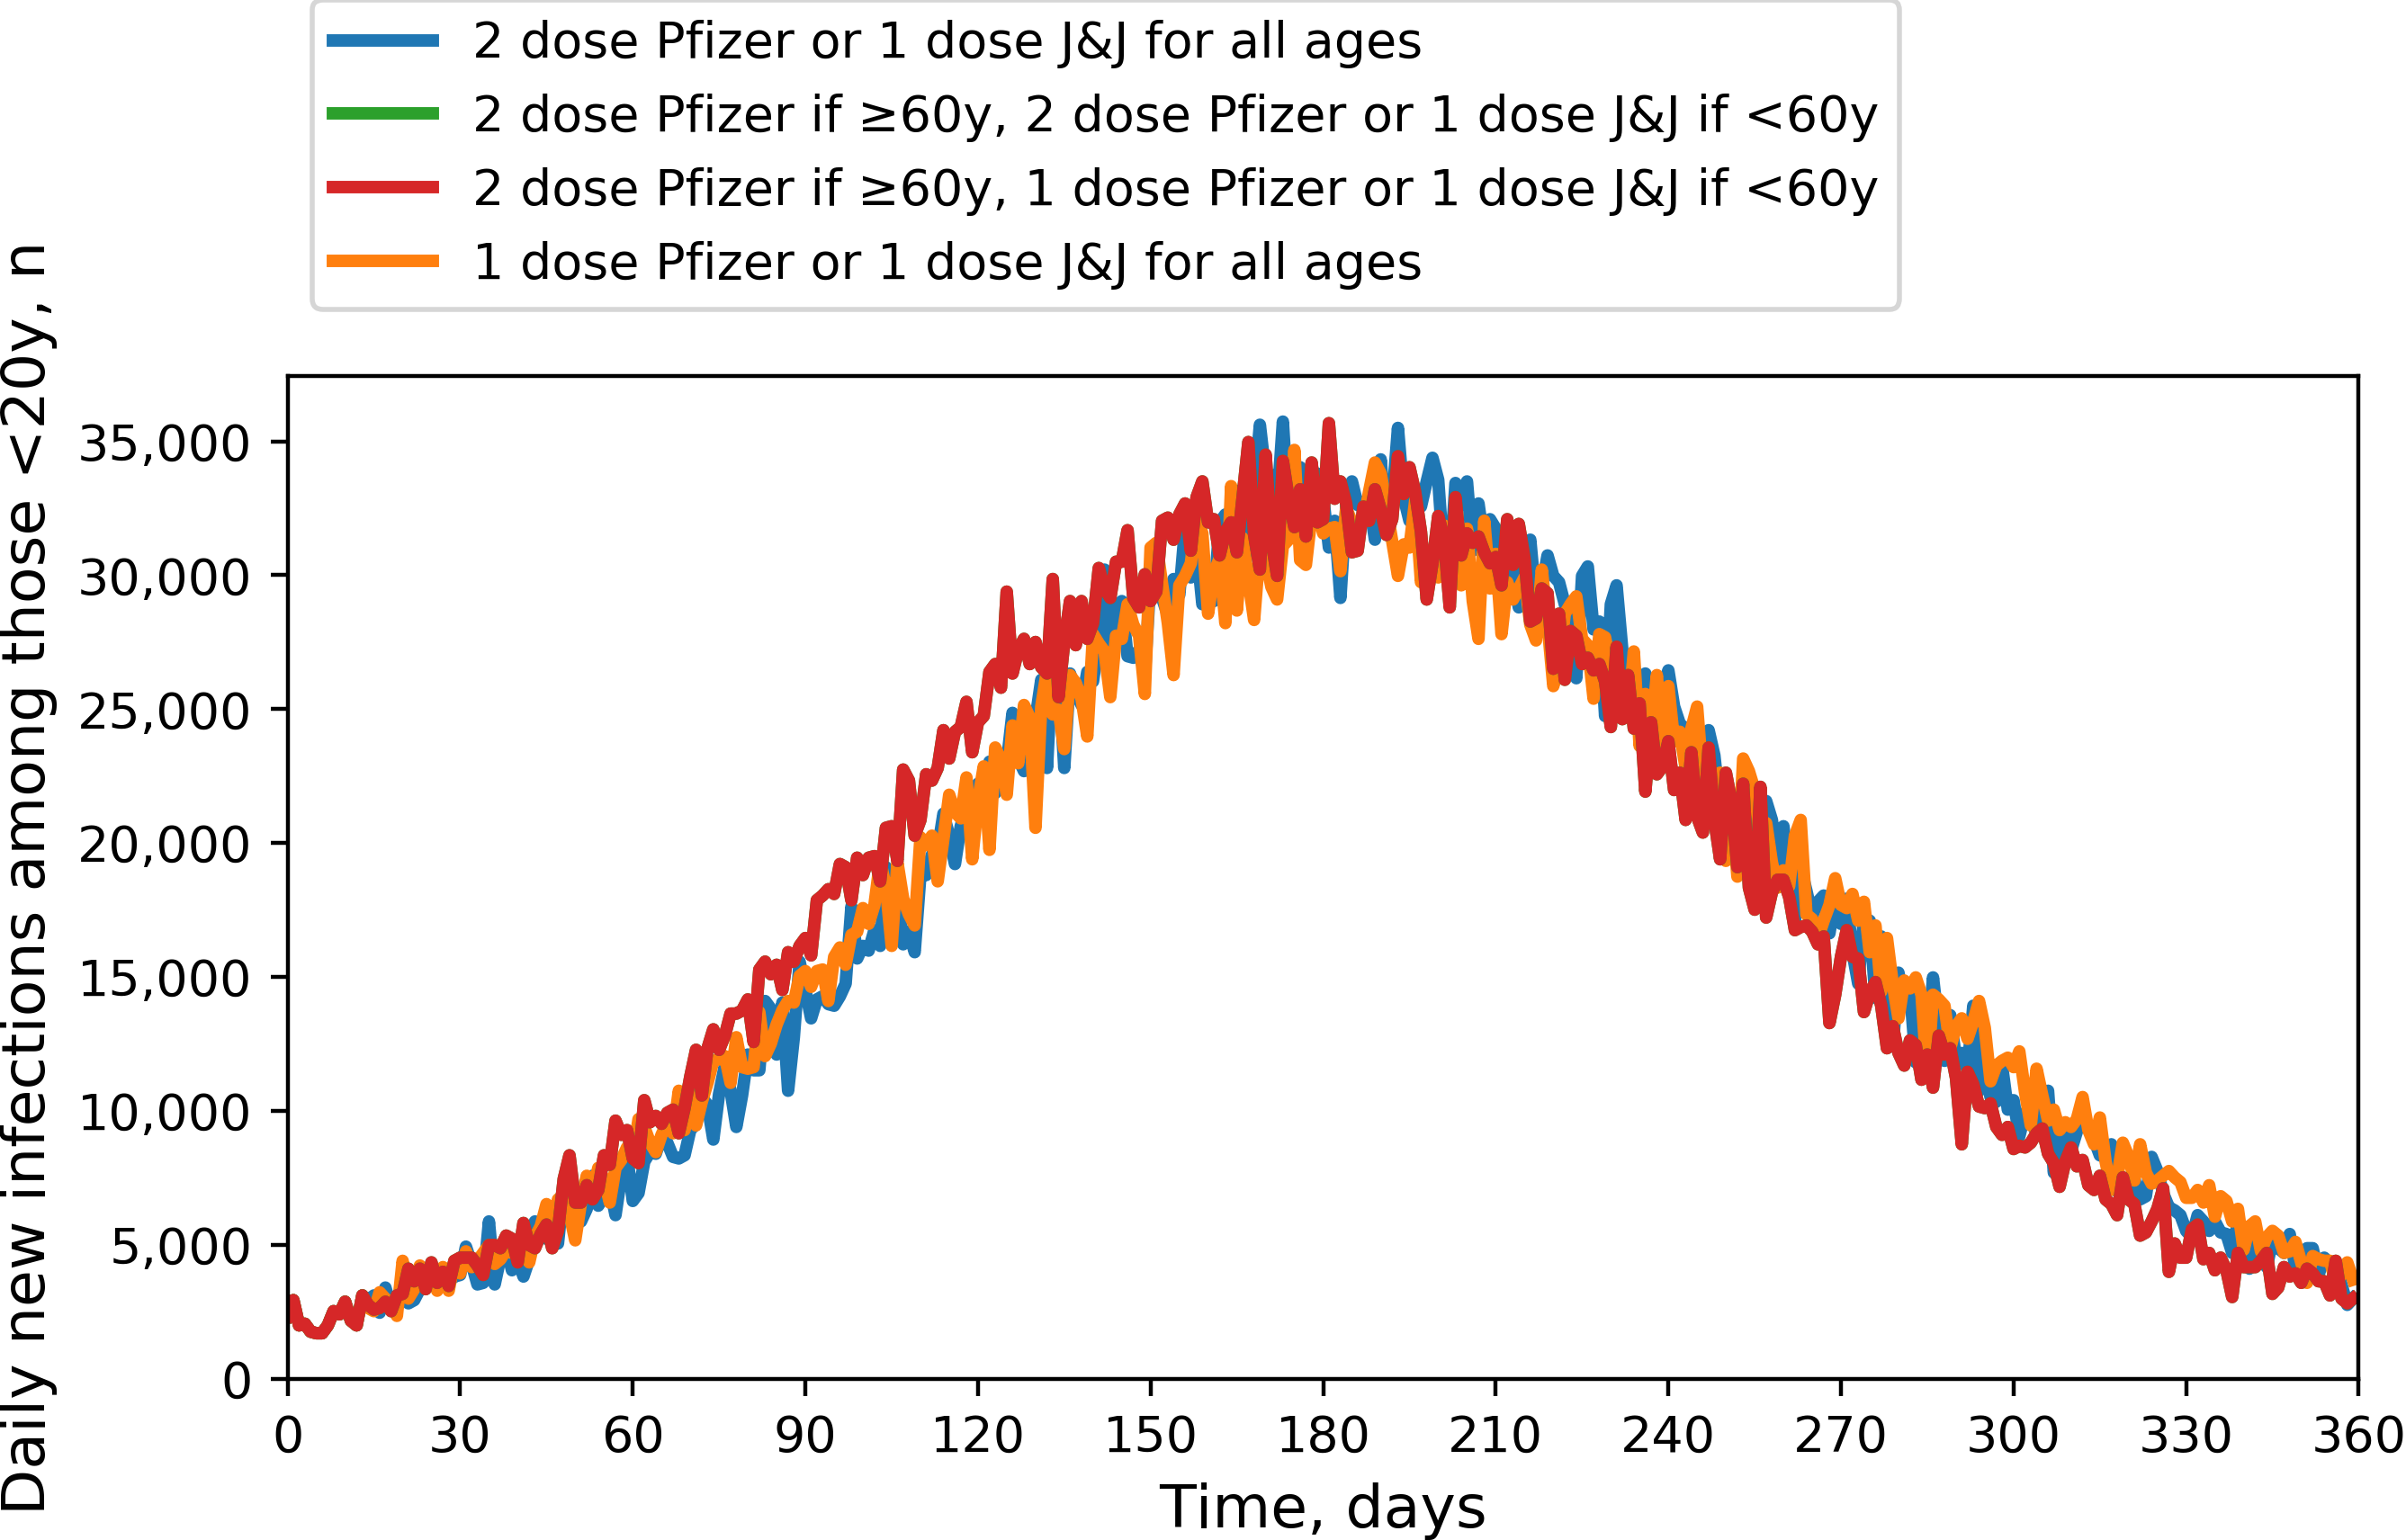 2 dose Pfizer or 1 dose J&J for all ages
2 dose Pfizer if ≥60y, 2 dose Pfizer or 1 dose J&J if <60y
2 dose Pfizer if ≥60y, 1 dose Pfizer or 1 dose J&J if <60y
1 dose Pfizer or 1 dose J&J for all ages
Daily new infections among those <20y, n
35,000
30,000
25,000
20,000
15,000
10,000
5,000
0
0 30 60 90 120 150 180 210 240 270 300 330 360
Time, days